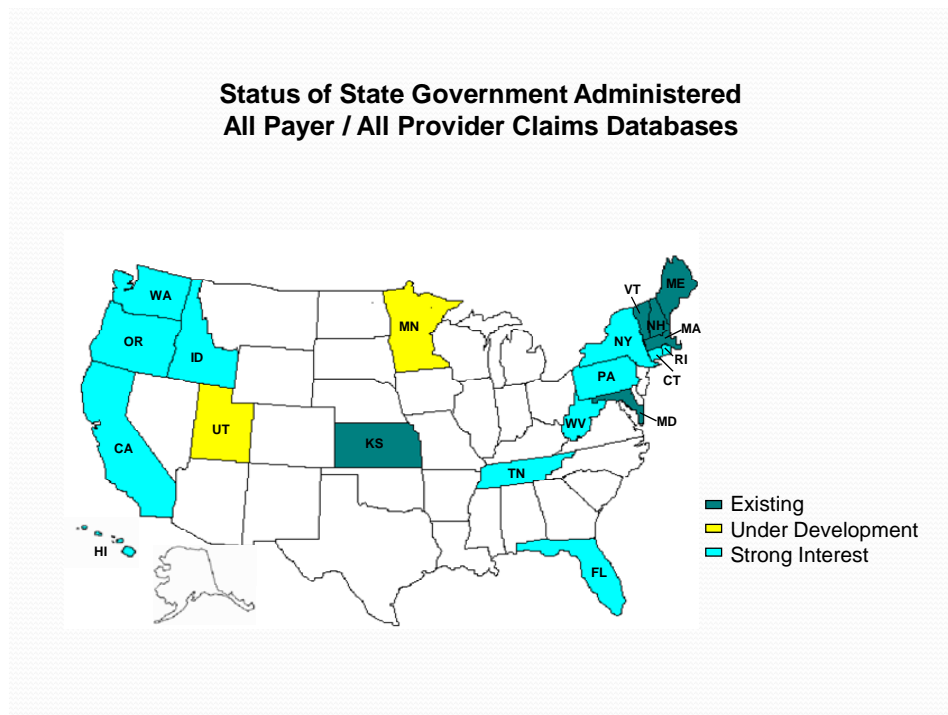 Status of State Government Administered
All Payer / All Provider Claims Databases
WA
OR
ID
CA
UT
MN
KS
HI
TN
FL
WV
PA
NY
VT
ME
NH
MA
RI
CT
MD
Existing
Under Development
Strong Interest